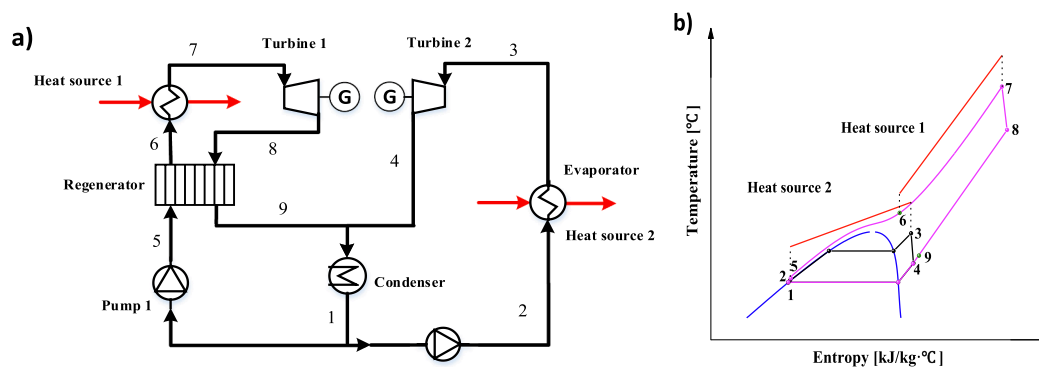 a)
7
Turbine 1
Turbine 2
3
Heat source 1
G
G
6
8
4
Regenerator
Evaporator
9
5
Heat source 2
Condenser
Pump 1
1
2
b)
Temperature [℃]
7
Heat source 1
8
Heat source 2
6
3
5
9
2
4
1
Entropy [kJ/kg·℃]